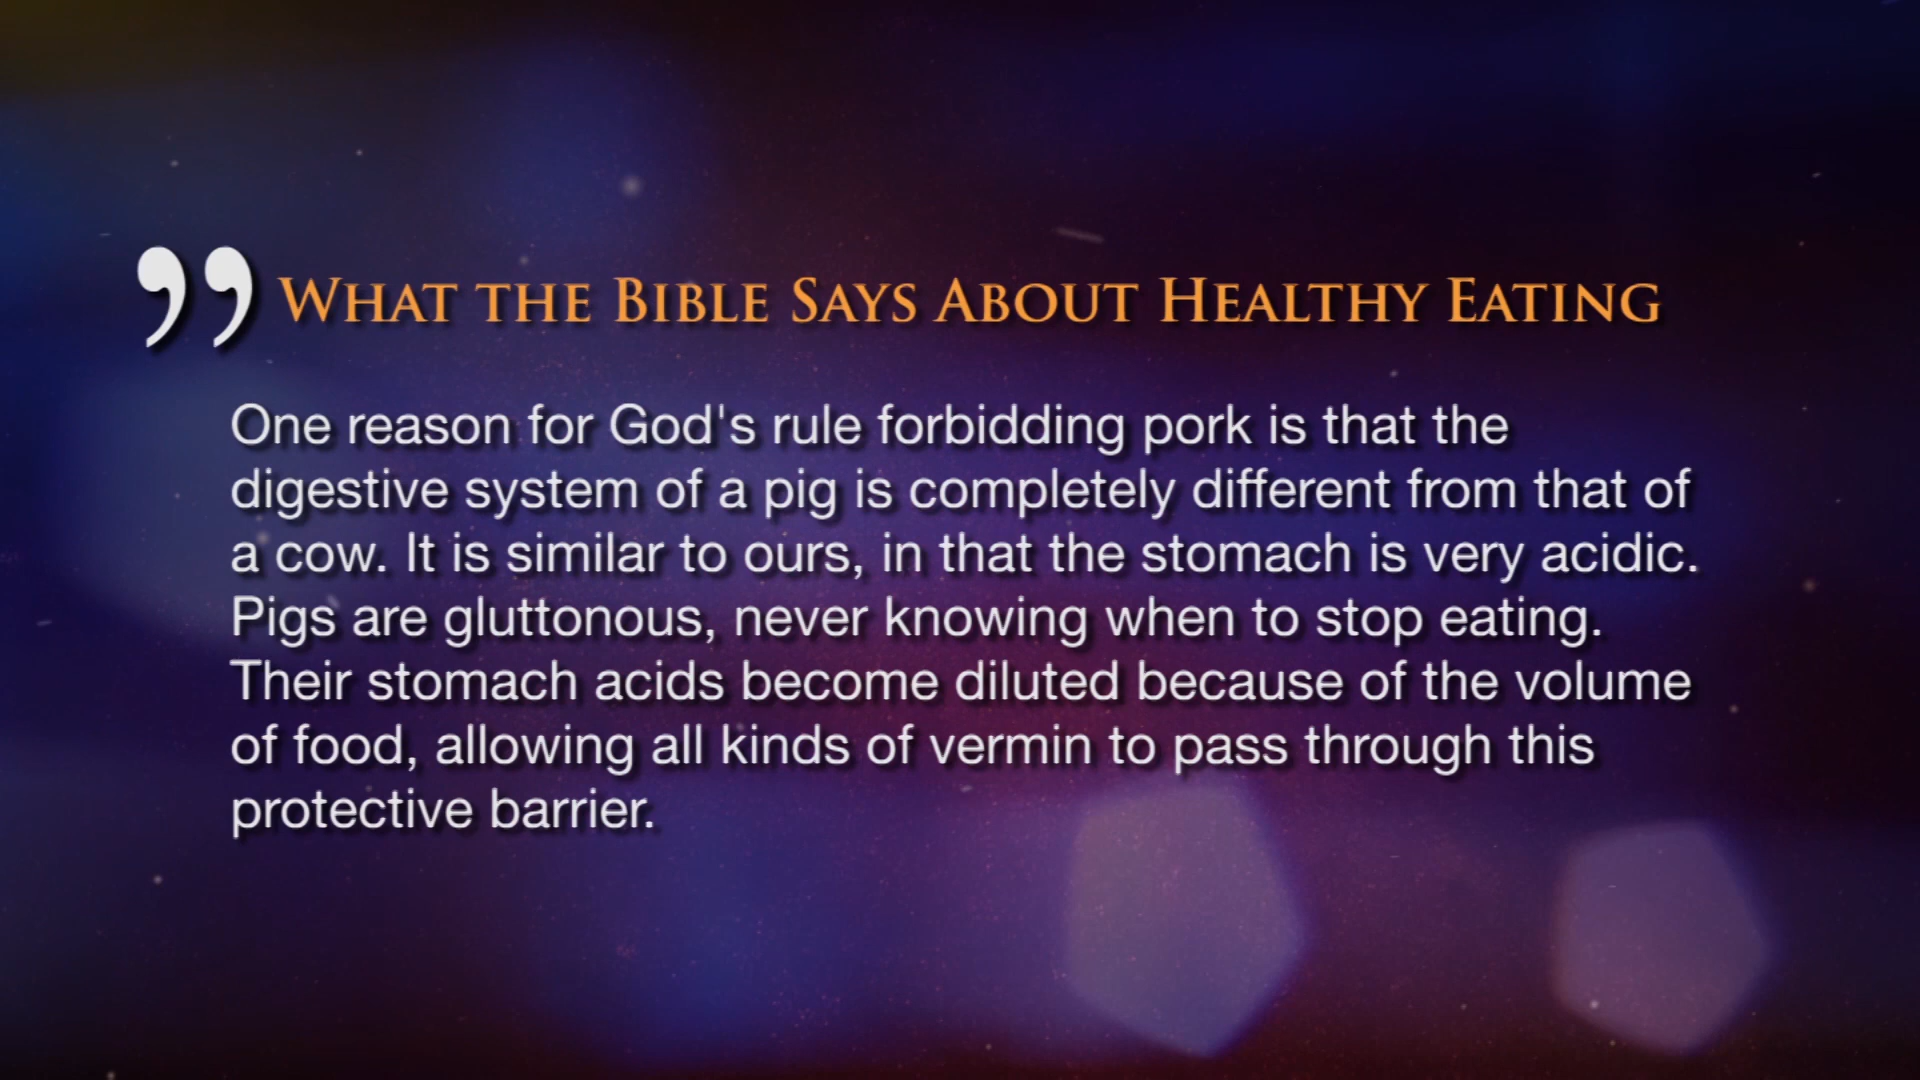 ” What the Bible Says About Healthy Eating
One reason for God's rule forbidding pork is that the
digestive system of a pig is completely different from that of
a cow. It is similar to ours, in that the stomach is very acidic.
Pigs are gluttonous, never knowing when to stop eating.
Their stomach acids become diluted because of the volume
of food, allowing all kinds of vermin to pass through this
protective barrier.